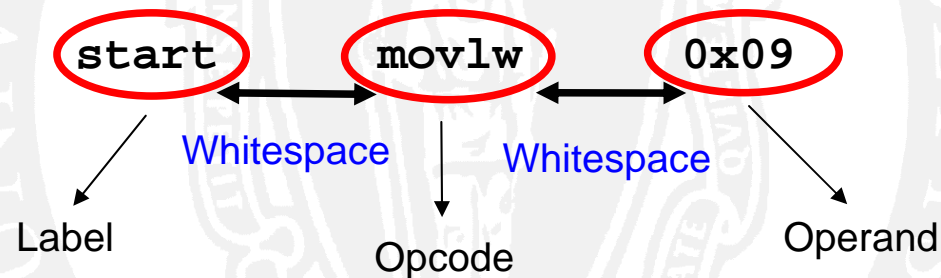 start movlw 0x09
Whitespace Whitespace
Label Opcode Operand